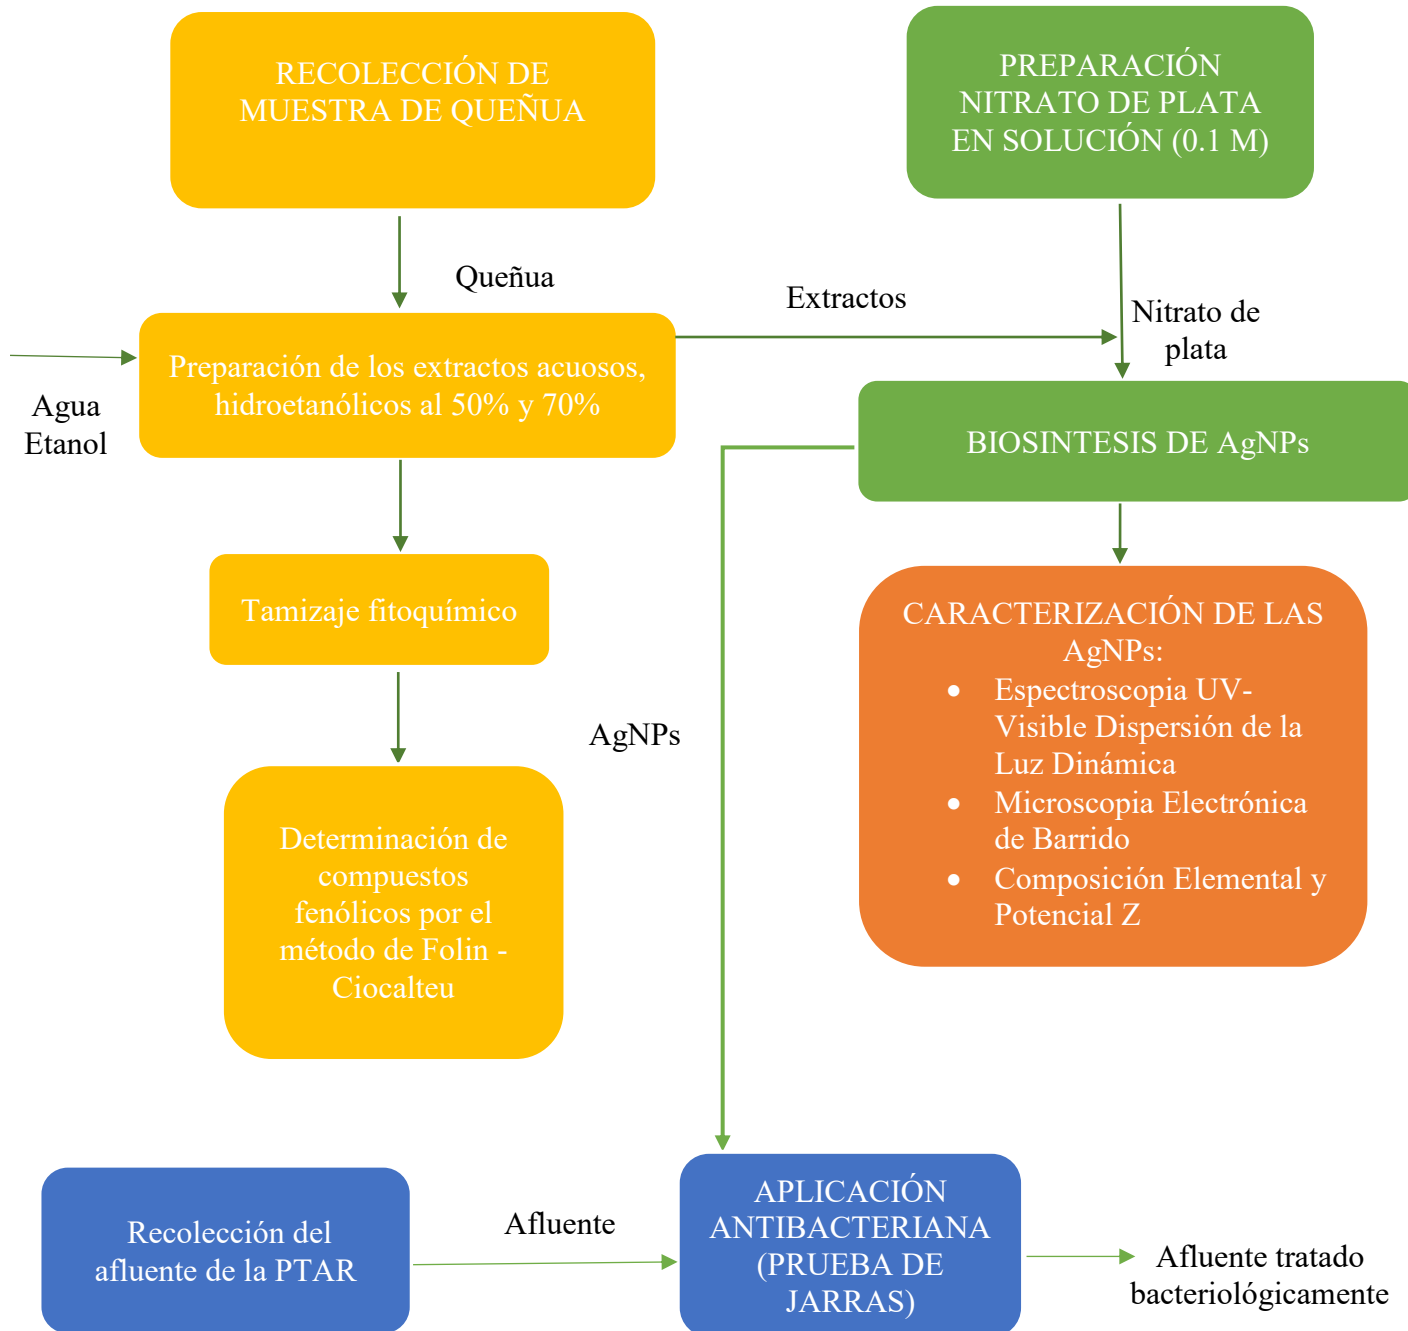 RECOLECCIÓN DE
MUESTRA DE QUEÑUA
PREPARACIÓN
NITRATO DE PLATA
EN SOLUCIÓN (0.1 M)
Queñua
Extractos
Nitrato de
plata
Agua
Etanol
Preparación de los extractos acuosos,
hidroetanólicos al 50% y 70%
BIOSINTESIS DE AgNPs
Tamizaje fitoquímico
CARACTERIZACIÓN DE LAS
AgNPs:
• Espectroscopia UV-
Visible Dispersión de la
Luz Dinámica
• Microscopia Electrónica
de Barrido
• Composición Elemental y
Potencial Z
AgNPs
Determinación de
compuestos
fenólicos por el
método de Folin -
Ciocalteu
Recolección del
afluente de la PTAR
Afluente
APLICACIÓN
ANTIBACTERIANA
(PRUEBA DE
JARRAS)
Afluente tratado
bacteriológicamente